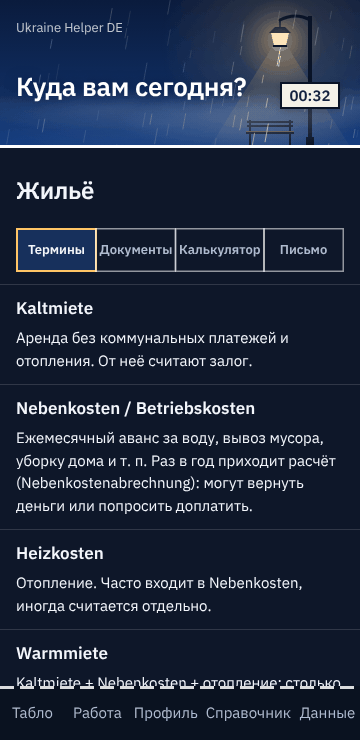 Ukraine Helper DE
Куда вам сегодня?
00:32
Жильё
Термины Документы Калькулятор Письмо
Kaltmiete
Аренда без коммунальных платежей и
отопления. От неё считают залог.
Nebenkosten / Betriebskosten
Ежемесячный аванс за воду, вывоз мусора,
уборку дома и т. п. Раз в год приходит расчёт
(Nebenkostenabrechnung): могут вернуть
деньги или попросить доплатить.
Heizkosten
Отопление. Часто входит в Nebenkosten,
иногда считается отдельно.
Warmmiete
Kaltmiete + Nebenkosten + отопление: столько
Табло Работа Профиль Справочник Данные